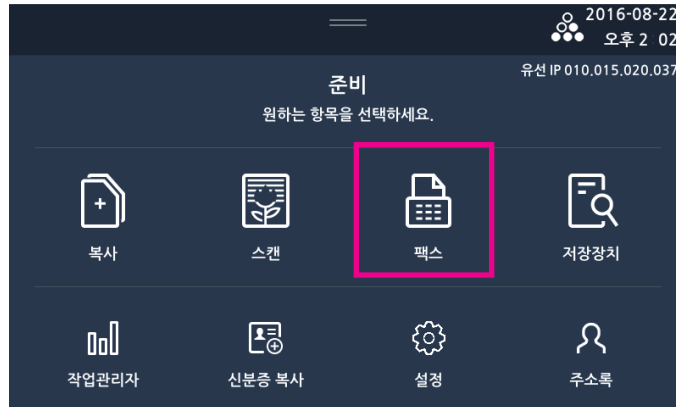 2016-08-22
오후 2 02
유선 IP 010.015.020.037
준비
원하는 항목을 선택하세요.
복사
스캔
팩스
저장장치
작업관리자
신분증 복사
설정
주소록